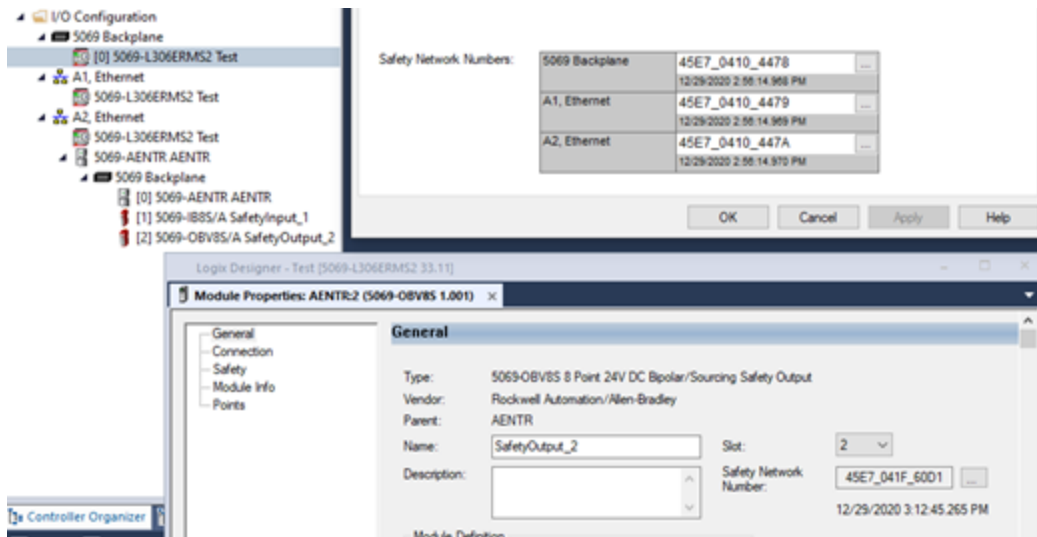 I/O Configuration
5069 Backplane
[0] 5069-L306ERMS2 Test
A1, Ethernet
5069-L306ERMS2 Test
A2, Ethernet
5069-L306ERMS2 Test
5069-AENTR AENTR
5069 Backplane
[0] 5069-AENTR AENTR
[1] 5069-IB8S/A SafetyInput_1
[2] 5069-OBV8S/A SafetyOutput_2
Safety Network Numbers:
5069 Backplane
45E7_0410_4478
...
12/29/2020 2:56:14.968 PM
A1, Ethernet
45E7_0410_4479
...
12/29/2020 2:56:14.969 PM
A2, Ethernet
45E7_0410_447A
...
12/29/2020 2:56:14.970 PM
OK Cancel Apply Help
Logix Designer - Test [5069-L306ERMS2 33.11]
Module Properties: AENTR:2 (5069-OBV8S 1.001) ×
General
Connection
Safety
Module Info
Points
General
Type: 5069-OBV8S 8 Point 24V DC Bipolar/Sourcing Safety Output
Vendor: Rockwell Automation/Allen-Bradley
Parent: AENTR
Name: SafetyOutput_2
Slot: 2
Description:
Safety Network
Number:
45E7_041F_60D1 ...
12/29/2020 3:12:45.265 PM
Module Definition
Controller Organizer